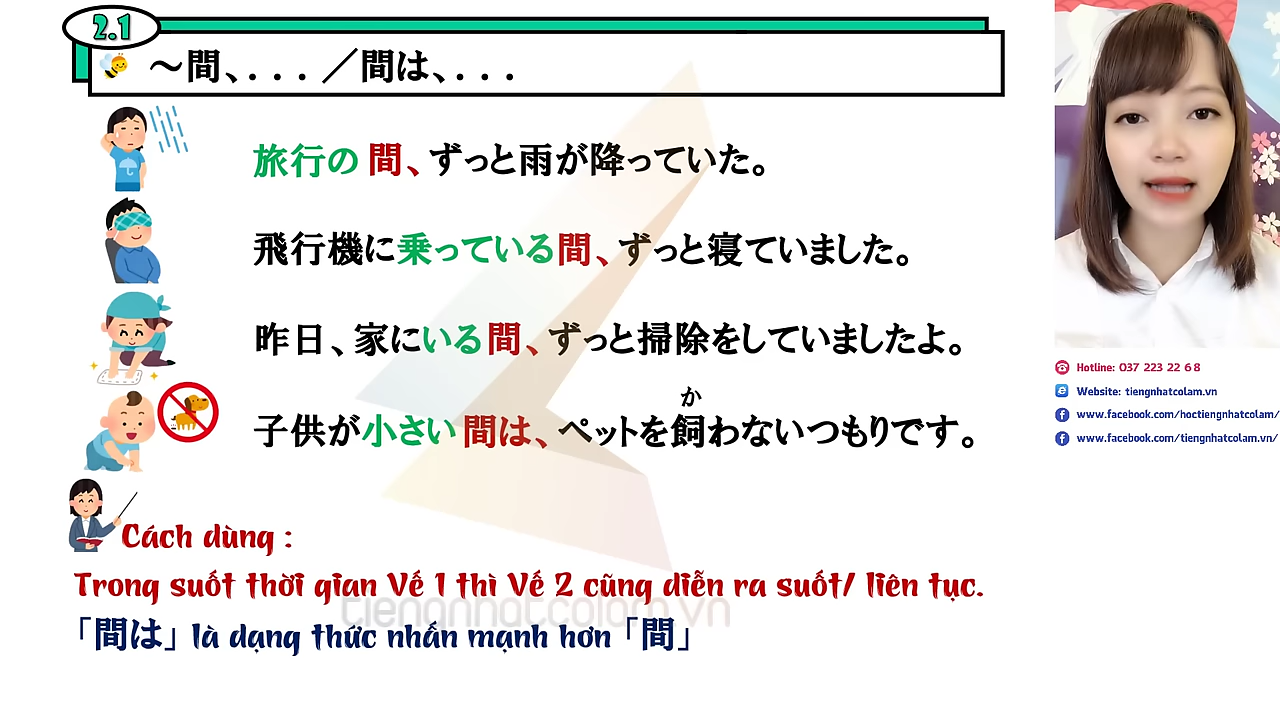 2.1
～間、．．．／間は、．．．
旅行の間、ずっと雨が降っていた。
飛行機に乗っている間、ずっと寝ていました。
昨日、家にいる間、ずっと掃除をしていましたよ。
か
子供が小さい間は、ペットを飼わないつもりです。
Cách dùng :
Trong suốt thời gian Vế 1 thì Vế 2 cũng diễn ra suốt/ liên tục.
tiengnhatcolam.vn
「間は」 là dạng thức nhấn mạnh hơn 「間」
Hotline: 037 223 22 68
Website: tiengnhatcolam.vn
www.facebook.com/hoctiengnhatcolam/
www.facebook.com/tiengnhatcolam.vn/